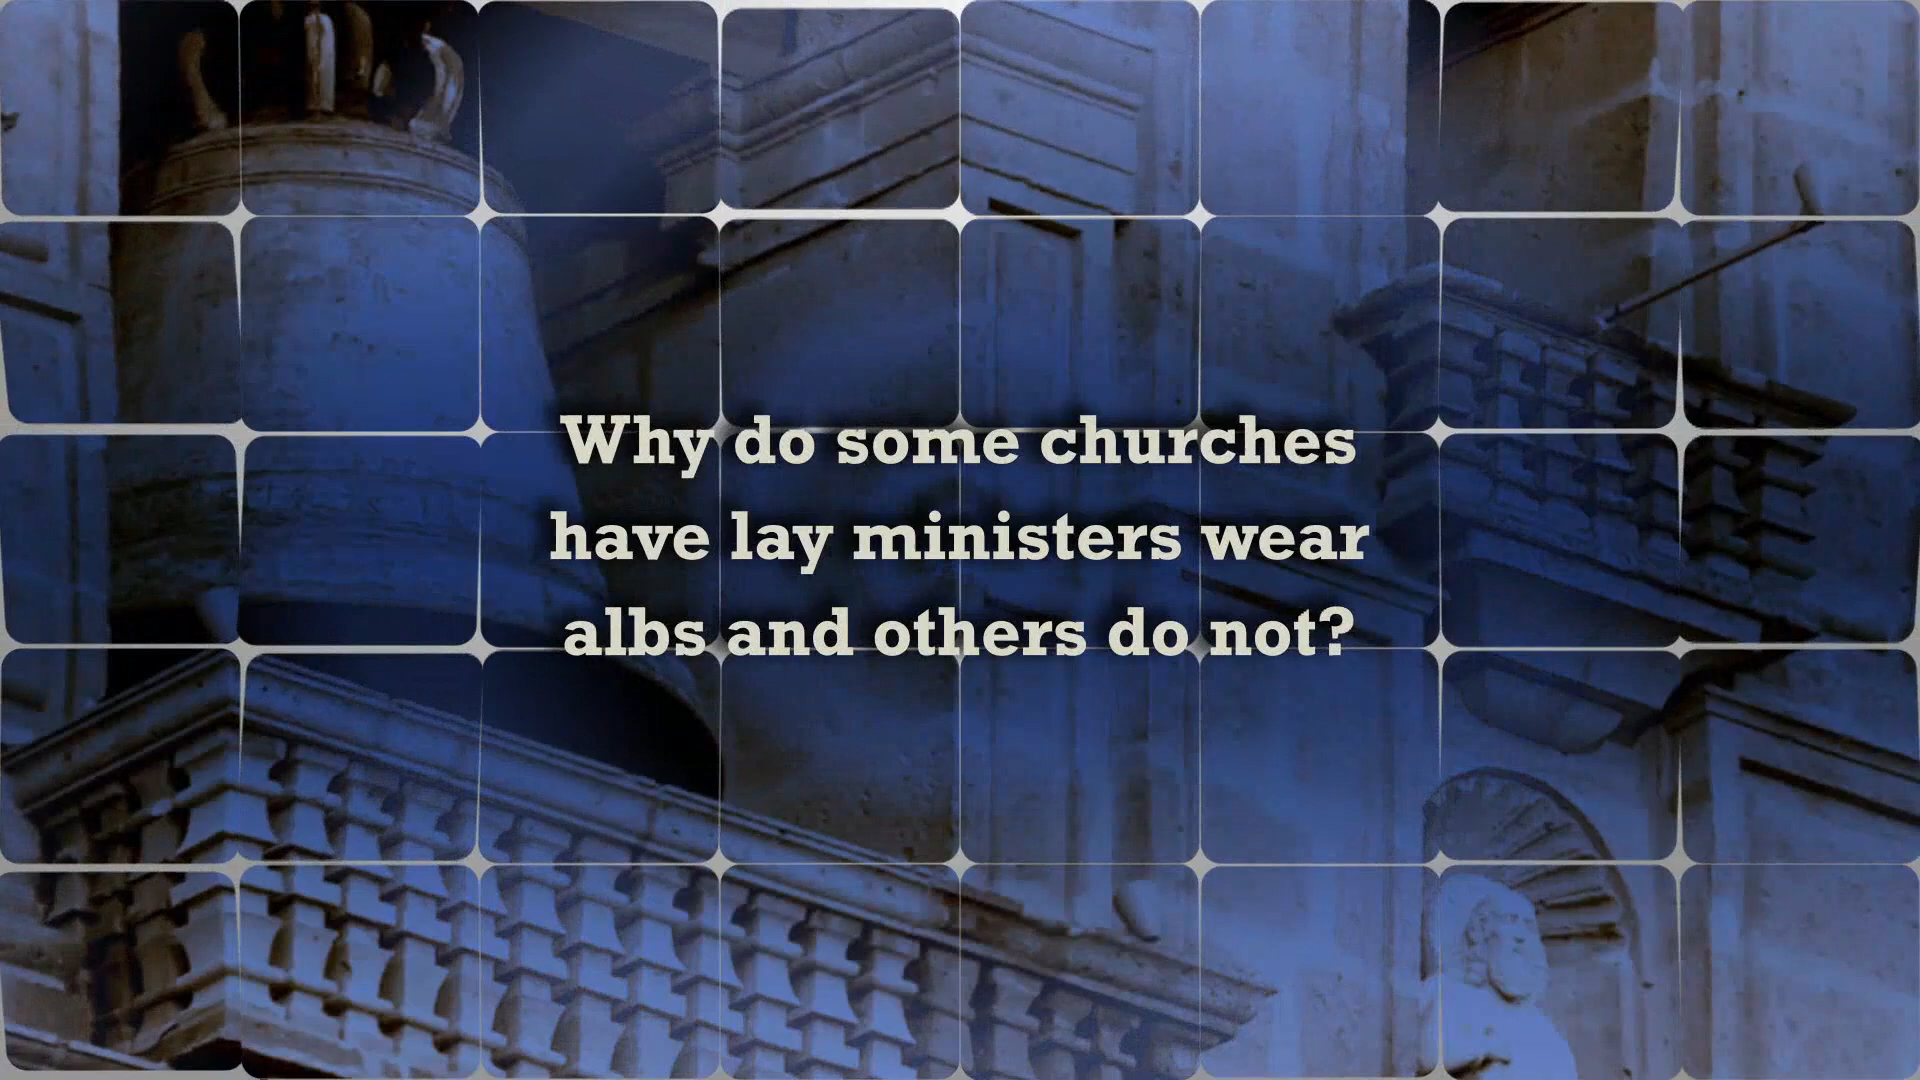 Why do some churches
have lay ministers wear
albs and others do not?